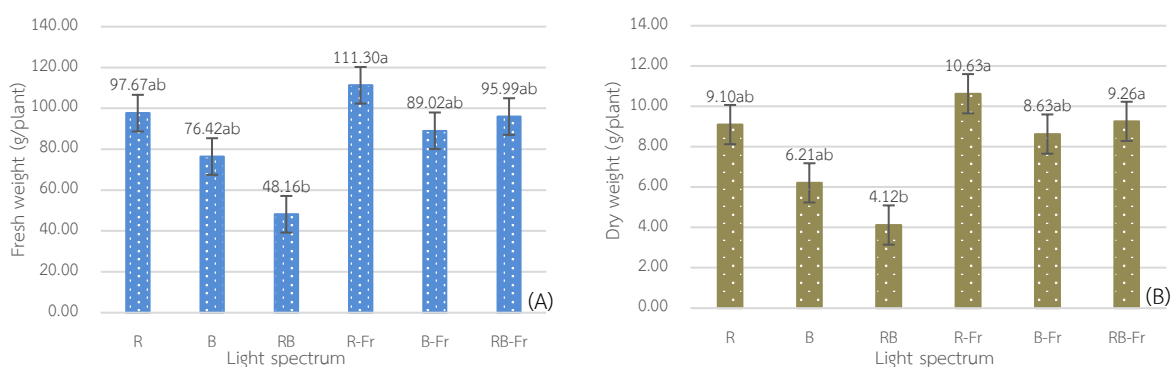 140.00
120.00
100.00
80.00
60.00
40.00
20.00
0.00
Fresh weight (g/plant)
97.67ab
76.42ab
48.16b
111.30a
89.02ab
95.99ab
R B RB R-Fr B-Fr RB-Fr
Light spectrum
(A)
14.00
12.00
10.00
8.00
6.00
4.00
2.00
0.00
Dry weight (g/plant)
9.10ab
6.21ab
4.12b
10.63a
8.63ab
9.26a
R B RB R-Fr B-Fr RB-Fr
Light spectrum
(B)